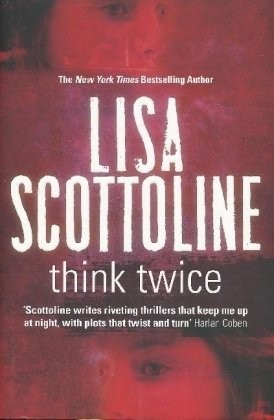 The New York Times Bestselling Author
LISA
SCOTTOLINE
think twice
'Scottoline writes riveting thrillers that keep me up
at night, with plots that twist and turn' Harlan Coben